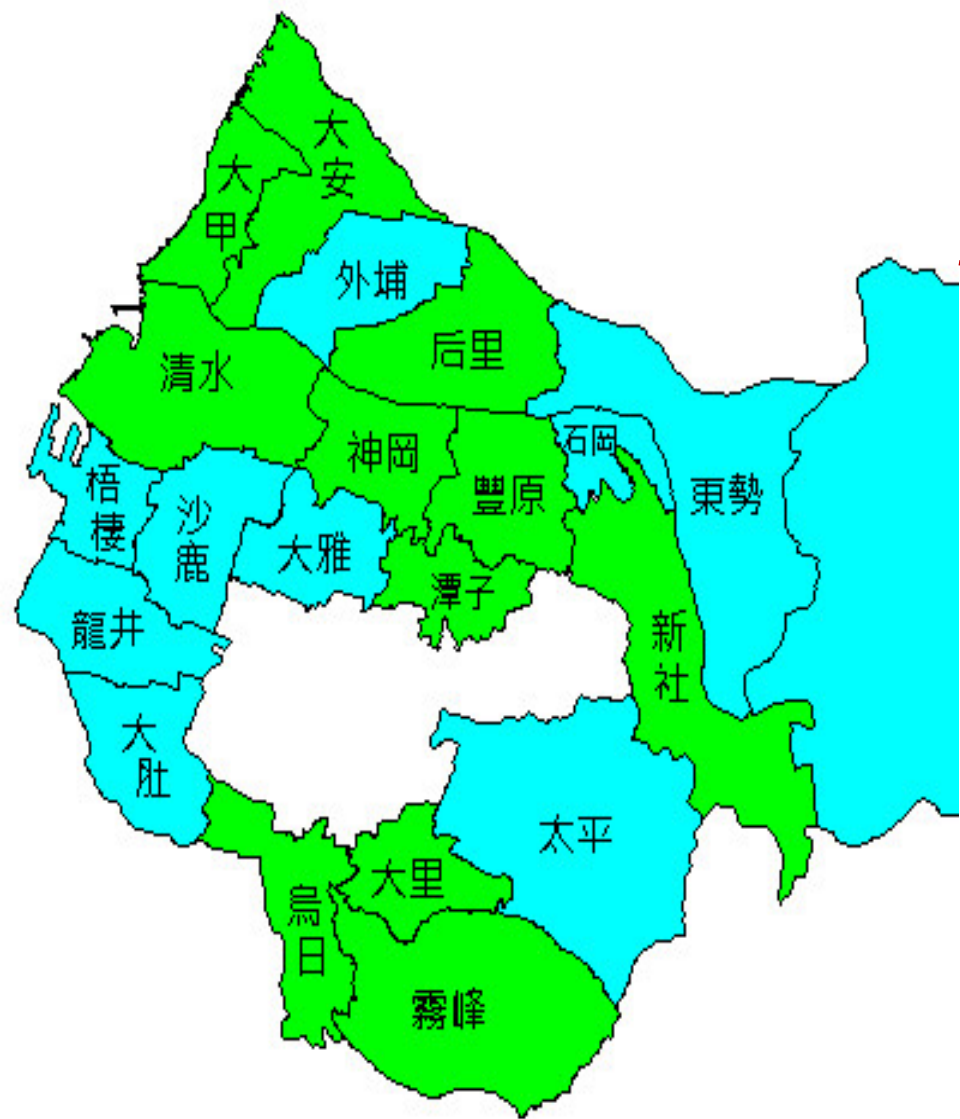 大安
大甲
外埔
后里
清水
神岡
豐原
石岡
東勢
梧棲
沙鹿
大雅
潭子
龍井
新社
大肚
太平
大里
烏日
霧峰